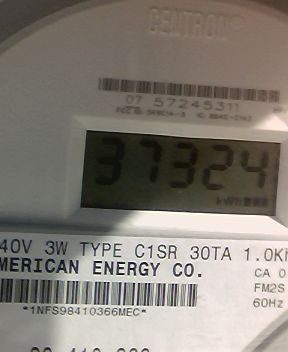 CENTRON
07 57245311
37324
kWh
40V 3W TYPE C1SR 30TA 1.0Kh
MERICAN ENERGY CO.
CA 0
FM2S
60Hz
*1NFS98410366MEC*